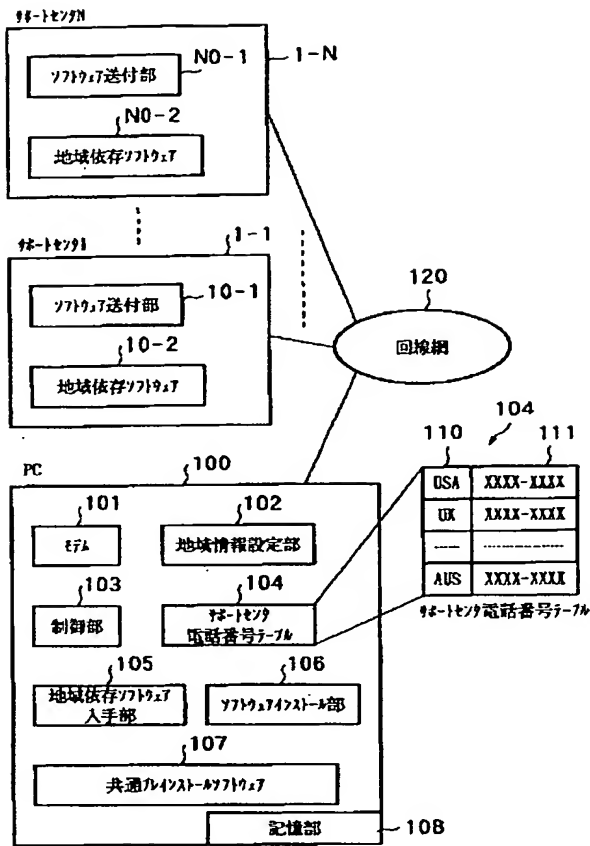 サポートセンタN
1-N
N0-1
ソフトウェア送付部
N0-2
地域依存ソフトウェア
サポートセンタ1
1-1
10-1
ソフトウェア送付部
10-2
地域依存ソフトウェア
120
回線網
PC
100
101
モデム
102
地域情報設定部
103
制御部
104
サポートセンタ
電話番号テーブル
105
地域依存ソフトウェア
入手部
106
ソフトウェアインストール部
107
共通プレインストールソフトウェア
記憶部
108
104
110
111
USA XXXX-XXXX
UK XXXX-XXXX
----- -------------
AUS XXXX-XXXX
サポートセンタ電話番号テーブル